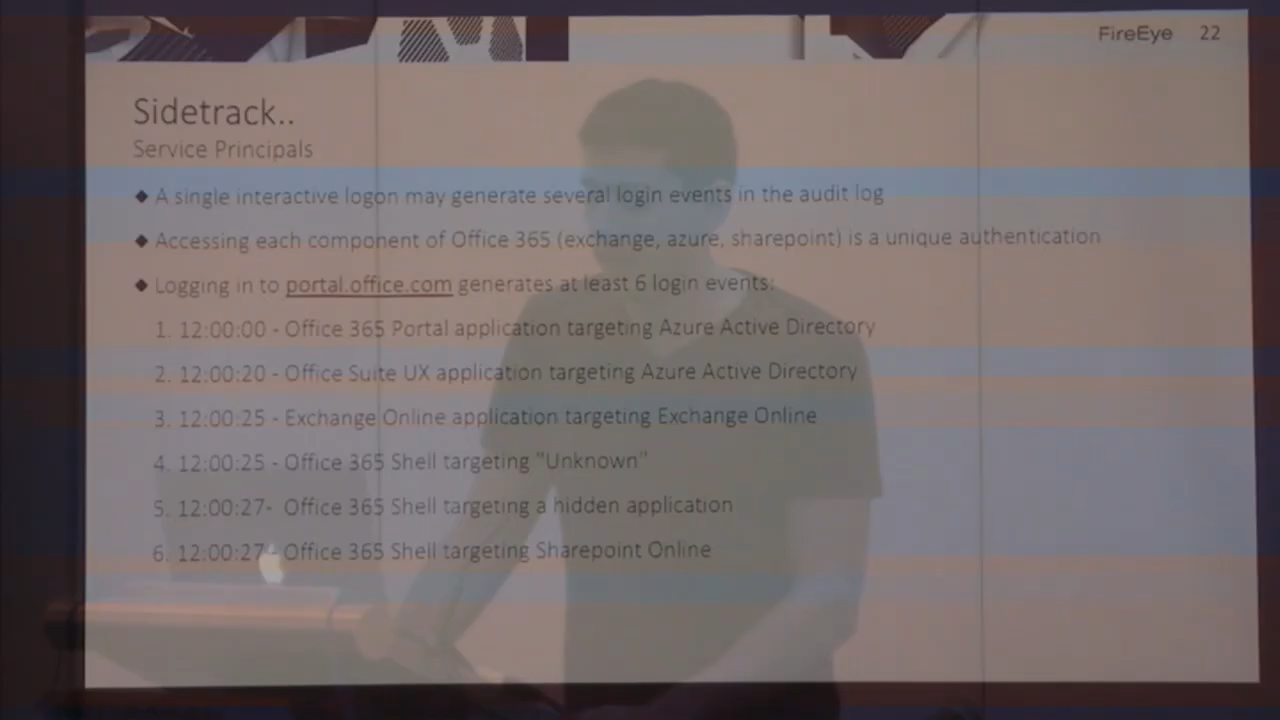 FireEye 22
Sidetrack..
Service Principals
◆ A single interactive logon may generate several login events in the audit log
◆ Accessing each component of Office 365 (exchange, azure, sharepoint) is a unique authentication
◆ Logging in to portal.office.com generates at least 6 login events:
1. 12:00:00 - Office 365 Portal application targeting Azure Active Directory
2. 12:00:20 - Office Suite UX application targeting Azure Active Directory
3. 12:00:25 - Exchange Online application targeting Exchange Online
4. 12:00:25 - Office 365 Shell targeting "Unknown"
5. 12:00:27- Office 365 Shell targeting a hidden application
6. 12:00:27 - Office 365 Shell targeting Sharepoint Online